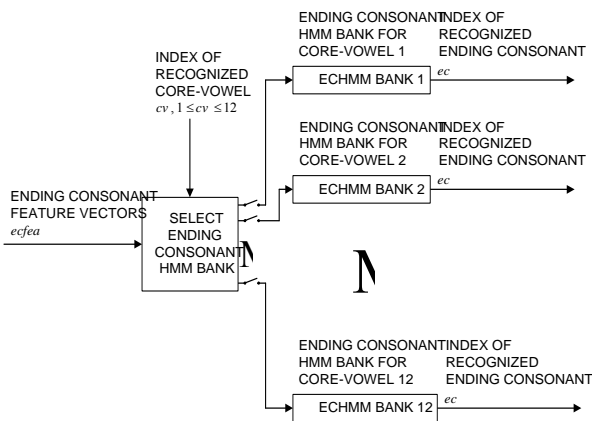 ENDING CONSONANT
HMM BANK FOR
CORE-VOWEL 1
INDEX OF
RECOGNIZED
ENDING CONSONANT
ECHMM BANK 1
ec
INDEX OF
RECOGNIZED
CORE-VOWEL
cv, 1 ≤ cv ≤ 12
ENDING CONSONANT
HMM BANK FOR
CORE-VOWEL 2
INDEX OF
RECOGNIZED
ENDING CONSONANT
ECHMM BANK 2
ec
ENDING CONSONANT
FEATURE VECTORS
ecfea
SELECT
ENDING
CONSONANT
HMM BANK
M
M
ENDING CONSONANT
HMM BANK FOR
CORE-VOWEL 12
INDEX OF
RECOGNIZED
ENDING CONSONANT
ECHMM BANK 12
ec